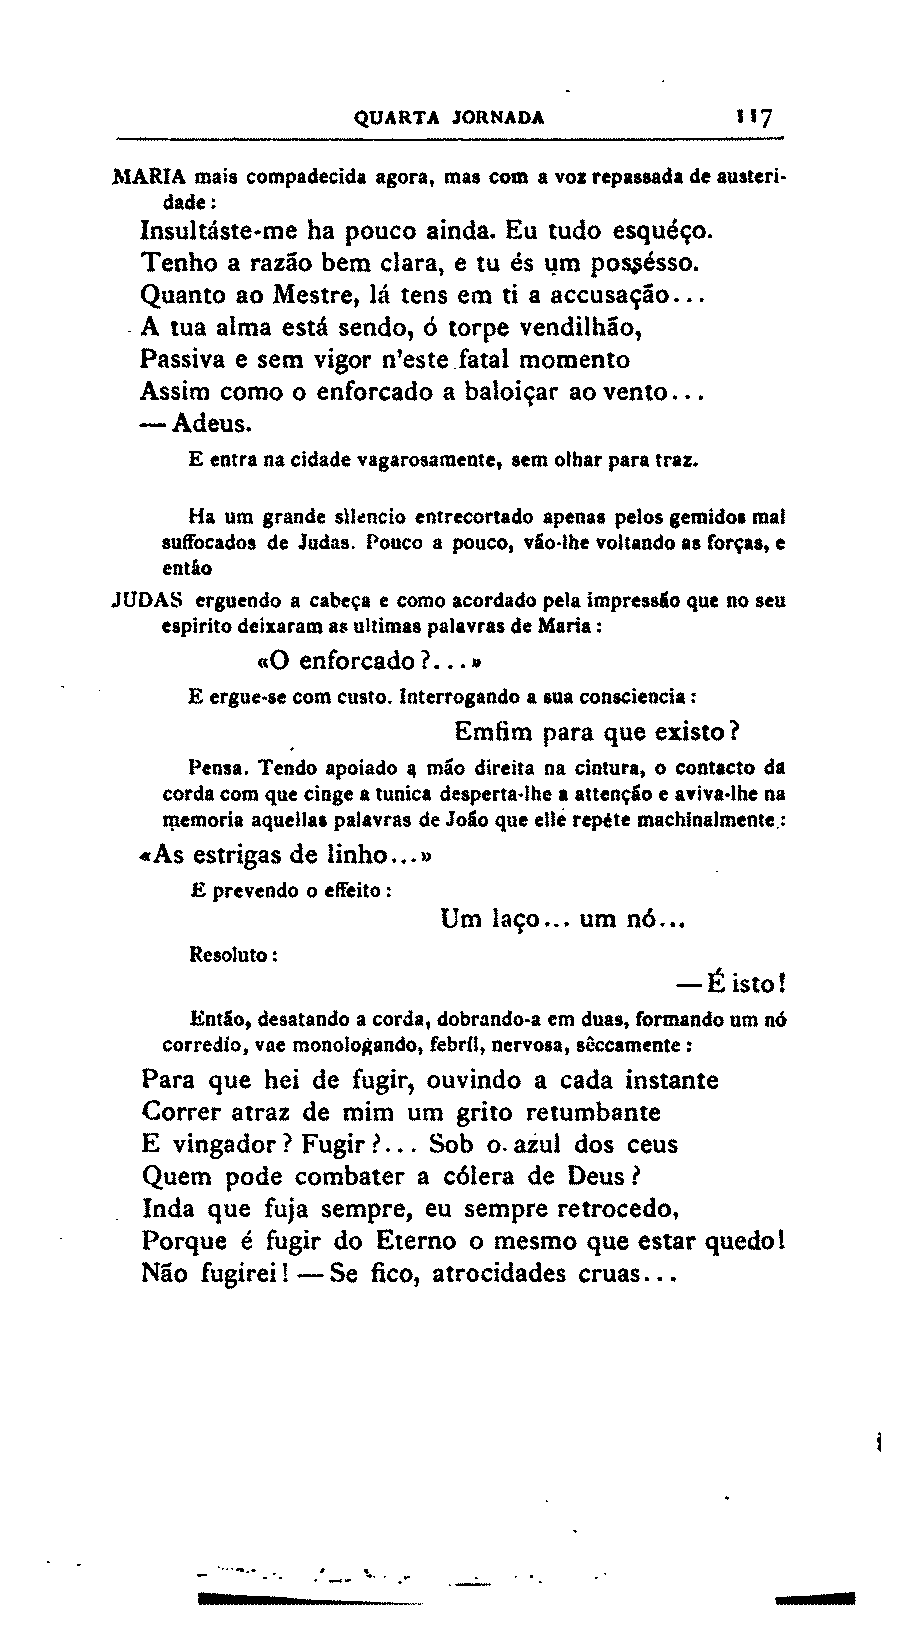 QUARTA JORNADA 117
MARIA mais compadecida agora, mas com a voz repassada de austeri-
dade:
Insultáste-me ha pouco ainda. Eu tudo esquéço.
Tenho a razão bem clara, e tu és um possésso.
Quanto ao Mestre, lá tens em ti a accusação...
A tua alma está sendo, ó torpe vendilhão,
Passiva e sem vigor n'este fatal momento
Assim como o enforcado a baloiçar ao vento...
— Adeus.
E entra na cidade vagarosamente, sem olhar para traz.
Ha um grande silencio entrecortado apenas pelos gemidos mal
suffocados de Judas. Pouco a pouco, vão-lhe voltando as forças, e
então
JUDAS erguendo a cabeça e como acordado pela impressão que no seu
espirito deixaram as ultimas palavras de Maria:
«O enforcado?...»
E ergue-se com custo. Interrogando a sua consciencia:
Emfim para que existo?
Pensa. Tendo apoiado a mão direita na cintura, o contacto da
corda com que cinge a tunica desperta-lhe a attenção e aviva-lhe na
memoria aquellas palavras de João que elle repéte machinalmente:
«As estrigas de linho...»
E prevendo o effeito:
Um laço... um nó...
Resoluto:
— É isto!
Então, desatando a corda, dobrando-a em duas, formando um nó
corredio, vae monologando, febril, nervosa, sêccamente:
Para que hei de fugir, ouvindo a cada instante
Correr atraz de mim um grito retumbante
E vingador? Fugir?... Sob o azul dos ceus
Quem pode combater a cólera de Deus?
Inda que fuja sempre, eu sempre retrocedo,
Porque é fugir do Eterno o mesmo que estar quedo!
Não fugirei! — Se fico, atrocidades cruas...